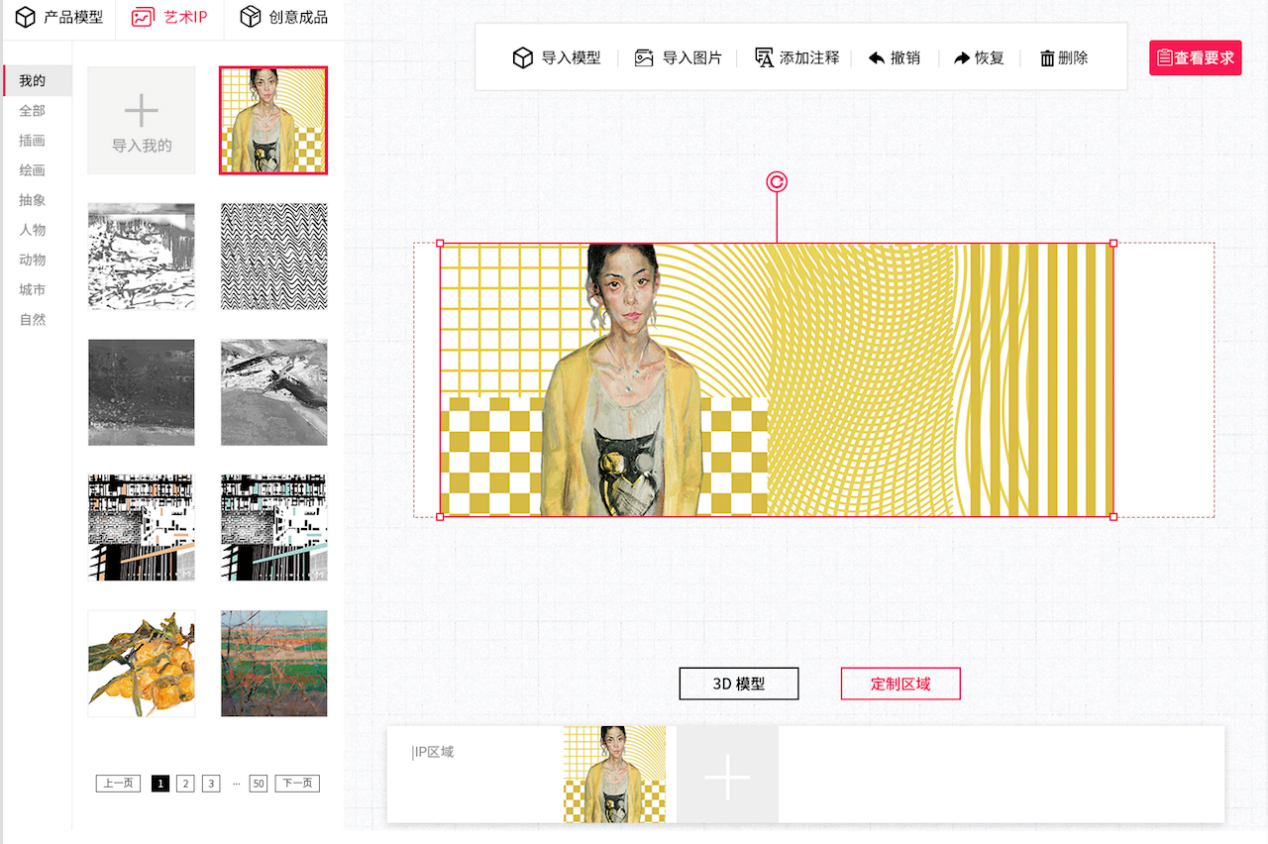 产品模型
艺术IP
创意成品
导入模型
导入图片
添加注释
撤销
恢复
删除
查看要求
我的
全部
插画
绘画
抽象
人物
动物
城市
自然
导入我的
3D 模型
定制区域
IP区域
上一页 1 2 3 ... 50 下一页